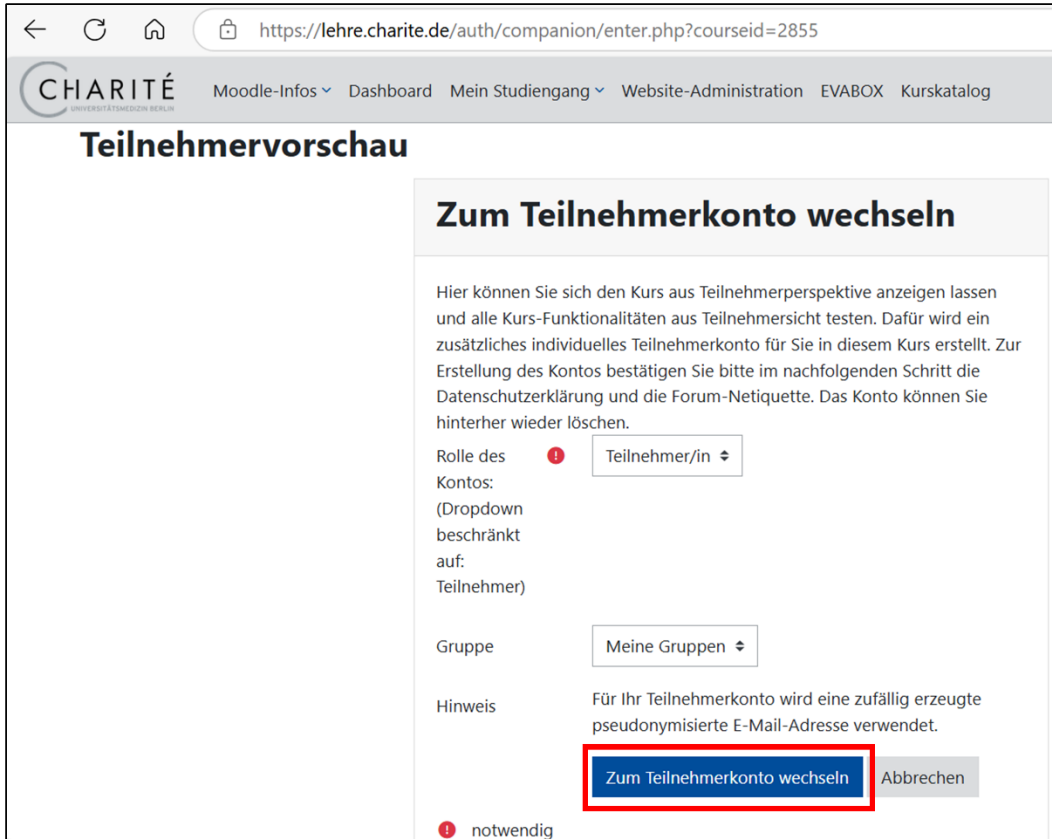 https://lehre.charite.de/auth/companion/enter.php?courseid=2855
CHARITÉ
UNIVERSITÄTSMEDIZIN BERLIN
Moodle-Infos Dashboard Mein Studiengang Website-Administration EVABOX Kurskatalog
Teilnehmervorschau
Zum Teilnehmerkonto wechseln
Hier können Sie sich den Kurs aus Teilnehmerperspektive anzeigen lassen
und alle Kurs-Funktionalitäten aus Teilnehmersicht testen. Dafür wird ein
zusätzliches individuelles Teilnehmerkonto für Sie in diesem Kurs erstellt. Zur
Erstellung des Kontos bestätigen Sie bitte im nachfolgenden Schritt die
Datenschutzerklärung und die Forum-Netiquette. Das Konto können Sie
hinterher wieder löschen.
Rolle des
Kontos:
(Dropdown
beschränkt
auf:
Teilnehmer)
Teilnehmer/in
Gruppe
Meine Gruppen
Hinweis
Für Ihr Teilnehmerkonto wird eine zufällig erzeugte
pseudonymisierte E-Mail-Adresse verwendet.
Zum Teilnehmerkonto wechseln
Abbrechen
notwendig